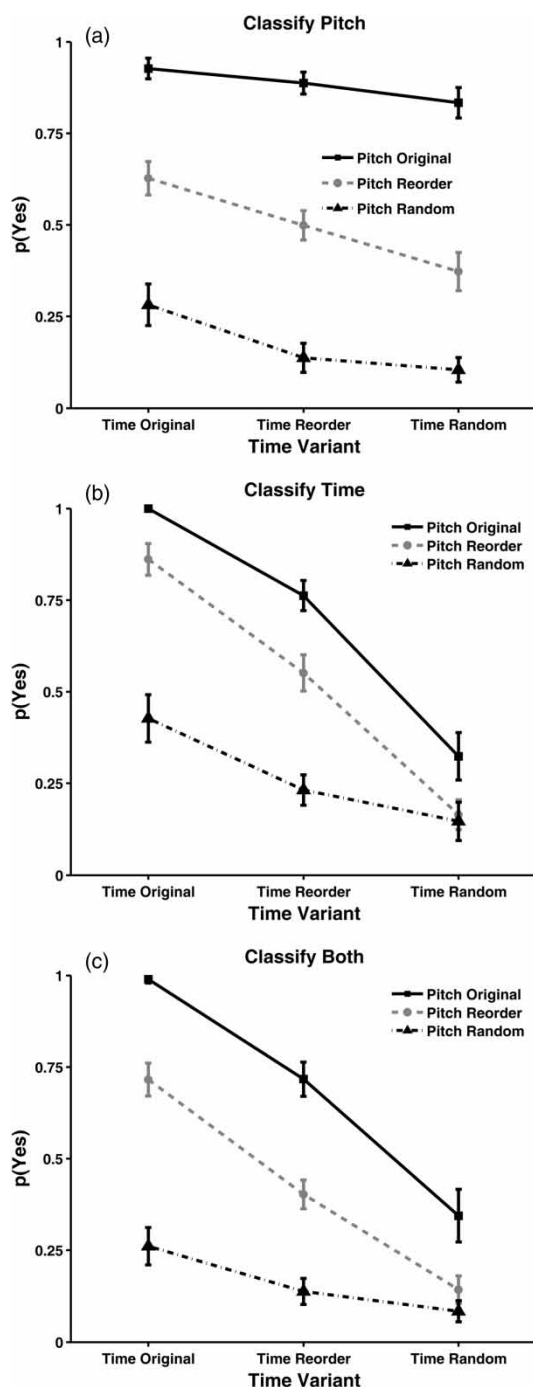 (a)
Classify Pitch
1
0.75
0.5
0.25
0
p(Yes)
Pitch Original
Pitch Reorder
Pitch Random
Time Original Time Reorder Time Random
Time Variant
(b)
Classify Time
1
0.75
0.5
0.25
0
p(Yes)
Pitch Original
Pitch Reorder
Pitch Random
Time Original Time Reorder Time Random
Time Variant
(c)
Classify Both
1
0.75
0.5
0.25
0
p(Yes)
Pitch Original
Pitch Reorder
Pitch Random
Time Original Time Reorder Time Random
Time Variant